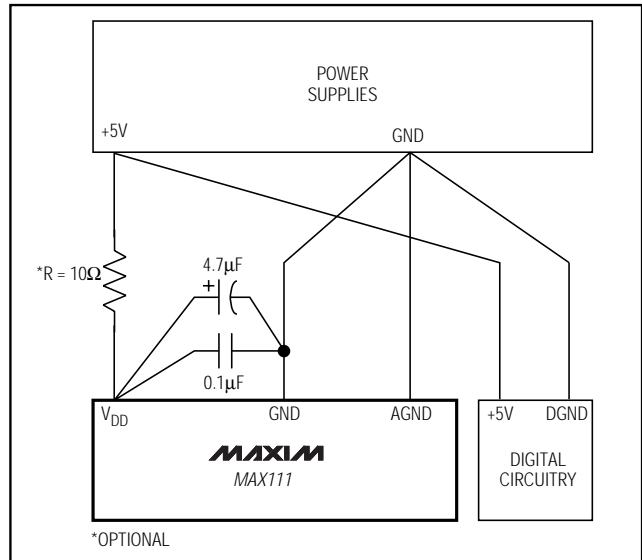 POWER
SUPPLIES
+5V GND
*R = 10Ω
4.7μF
+
0.1μF
VDD GND AGND
+5V DGND
MAXIM
MAX111
DIGITAL
CIRCUITRY
*OPTIONAL